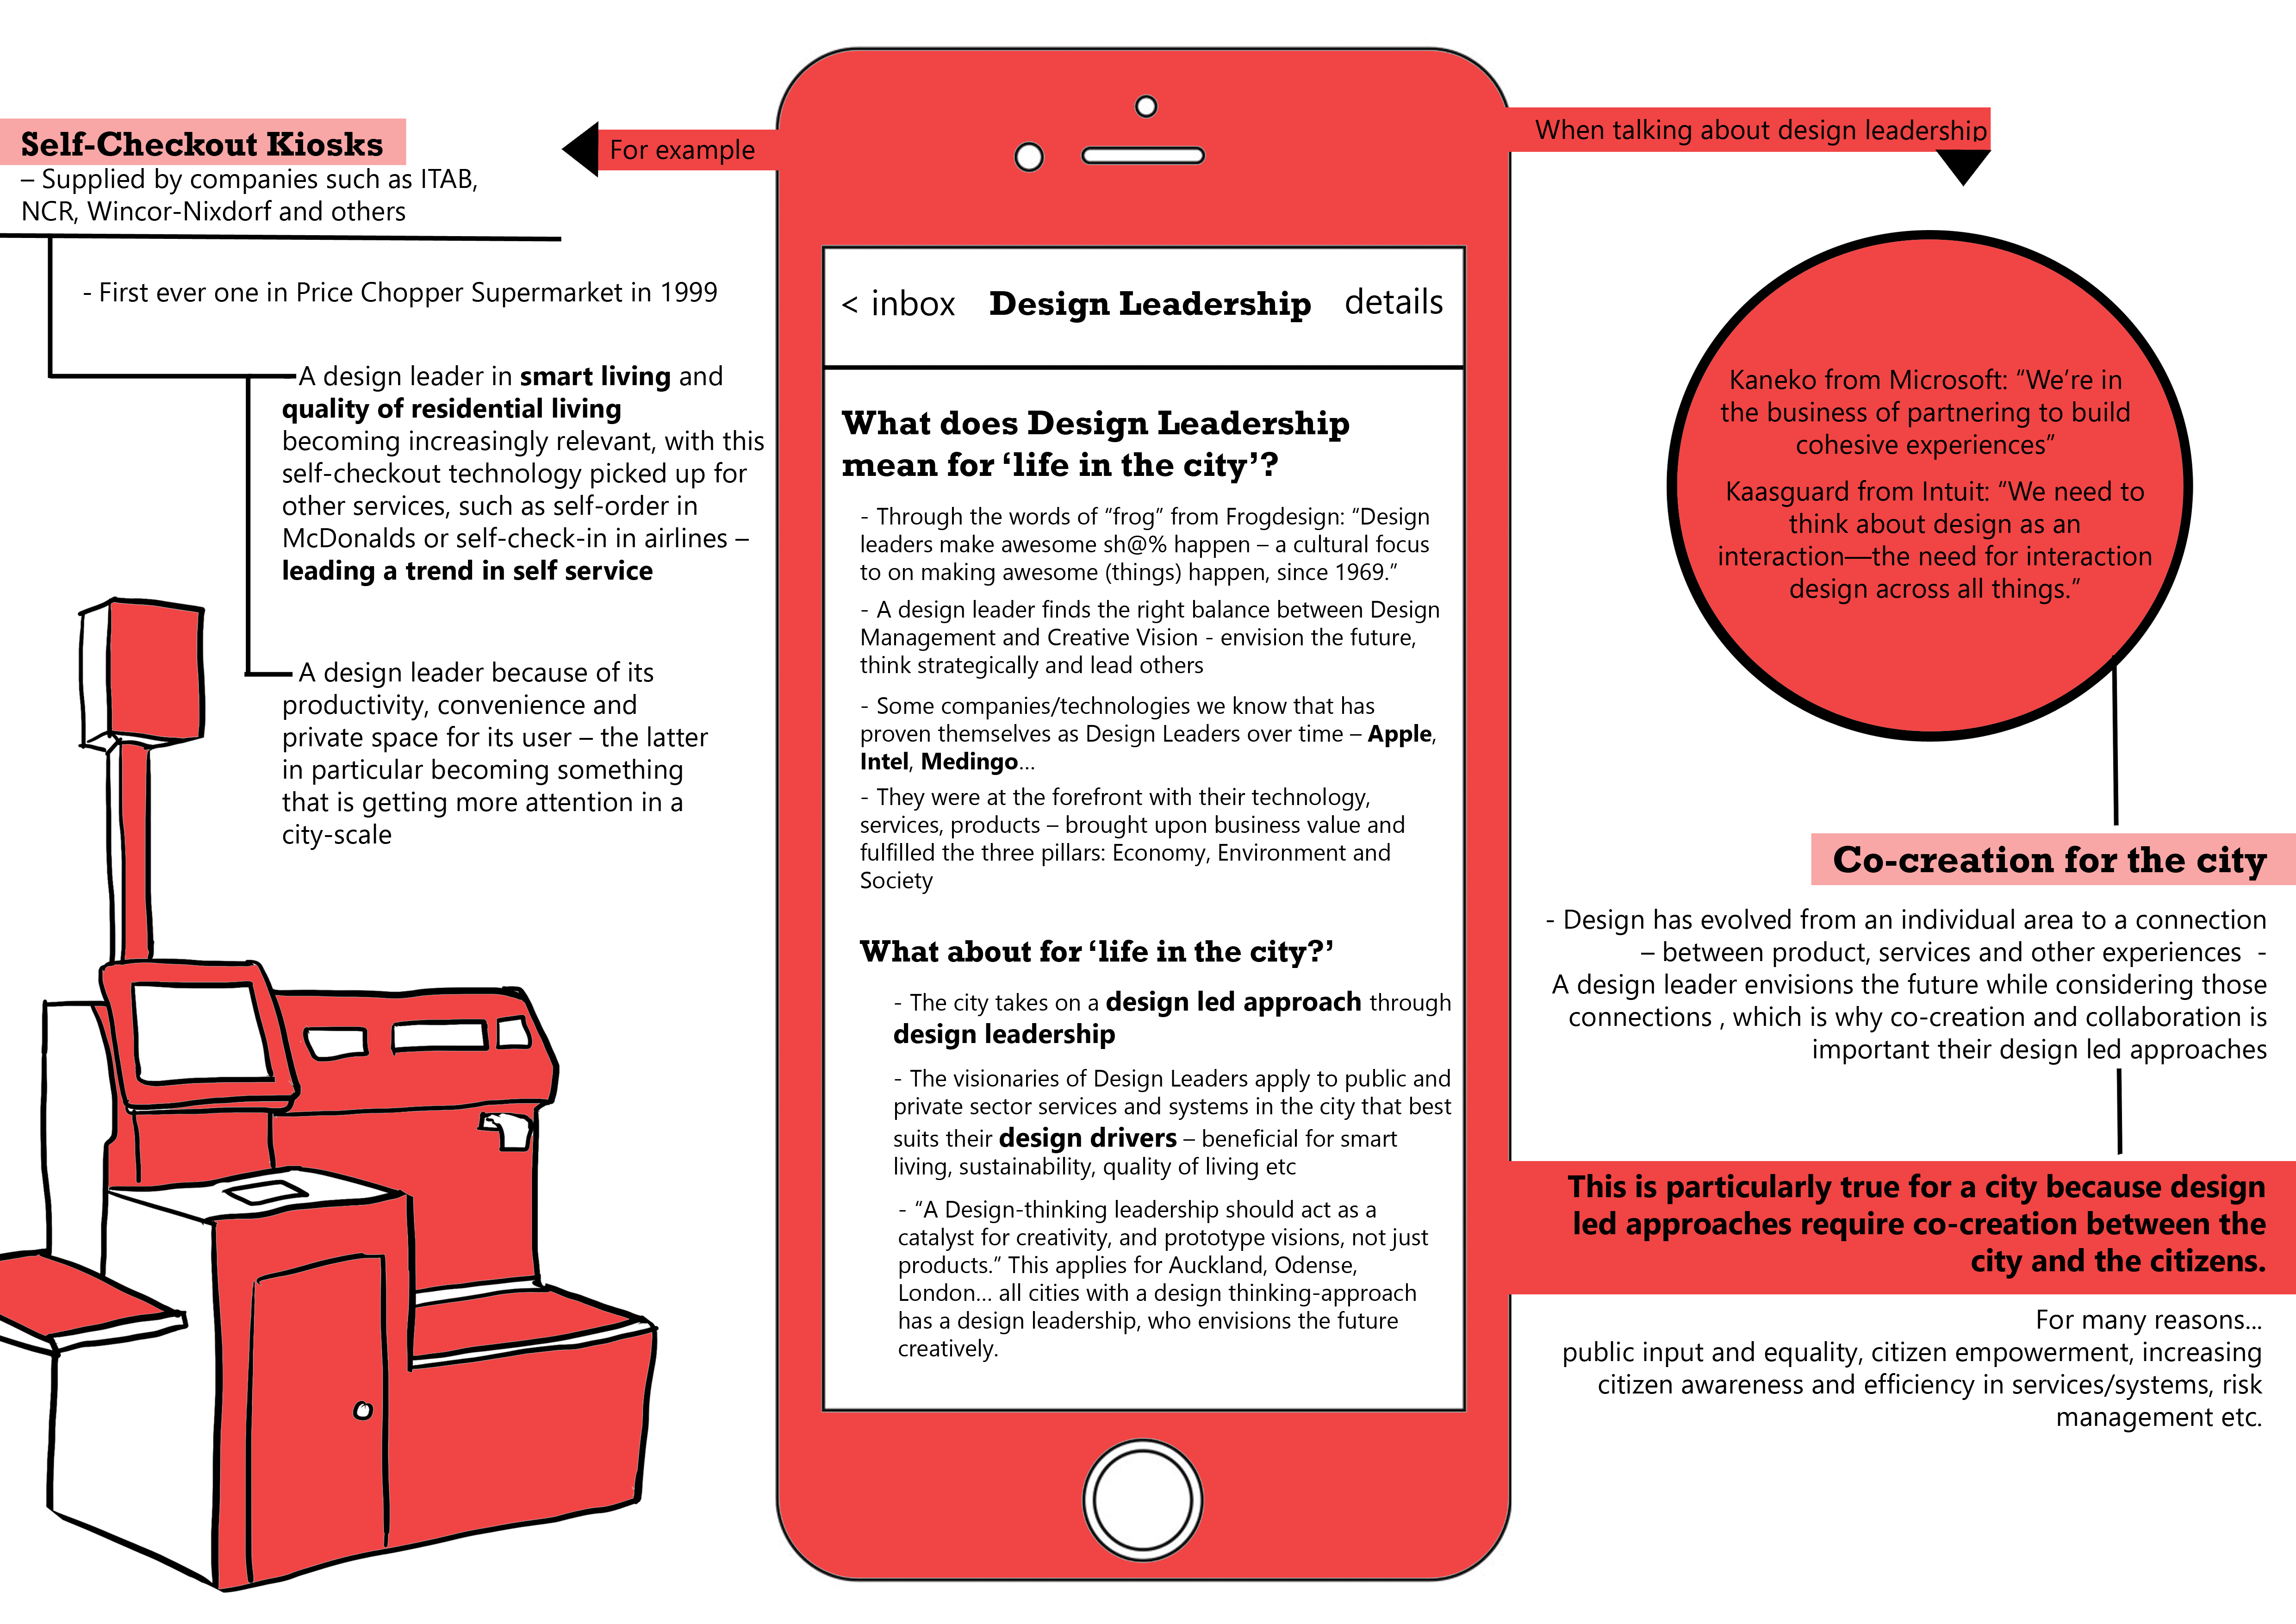 Self-Checkout Kiosks
– Supplied by companies such as ITAB,
NCR, Wincor-Nixdorf and others
- First ever one in Price Chopper Supermarket in 1999
A design leader in smart living and
quality of residential living
becoming increasingly relevant, with this
self-checkout technology picked up for
other services, such as self-order in
McDonalds or self-check-in in airlines –
leading a trend in self service
A design leader because of its
productivity, convenience and
private space for its user – the latter
in particular becoming something
that is getting more attention in a
city-scale
For example
< inbox Design Leadership details
What does Design Leadership
mean for ‘life in the city’?
- Through the words of “frog” from Frogdesign: “Design
leaders make awesome sh@% happen – a cultural focus
to on making awesome (things) happen, since 1969.”
- A design leader finds the right balance between Design
Management and Creative Vision - envision the future,
think strategically and lead others
- Some companies/technologies we know that has
proven themselves as Design Leaders over time – Apple,
Intel, Medingo...
- They were at the forefront with their technology,
services, products – brought upon business value and
fulfilled the three pillars: Economy, Environment and
Society
What about for ‘life in the city?’
- The city takes on a design led approach through
design leadership
- The visionaries of Design Leaders apply to public and
private sector services and systems in the city that best
suits their design drivers – beneficial for smart
living, sustainability, quality of living etc
- “A Design-thinking leadership should act as a
catalyst for creativity, and prototype visions, not just
products.” This applies for Auckland, Odense,
London... all cities with a design thinking-approach
has a design leadership, who envisions the future
creatively.
When talking about design leadership
Kaneko from Microsoft: “We’re in
the business of partnering to build
cohesive experiences”
Kaasguard from Intuit: “We need to
think about design as an
interaction—the need for interaction
design across all things.”
Co-creation for the city
- Design has evolved from an individual area to a connection
– between product, services and other experiences -
A design leader envisions the future while considering those
connections , which is why co-creation and collaboration is
important their design led approaches
This is particularly true for a city because design
led approaches require co-creation between the
city and the citizens.
For many reasons...
public input and equality, citizen empowerment, increasing
citizen awareness and efficiency in services/systems, risk
management etc.